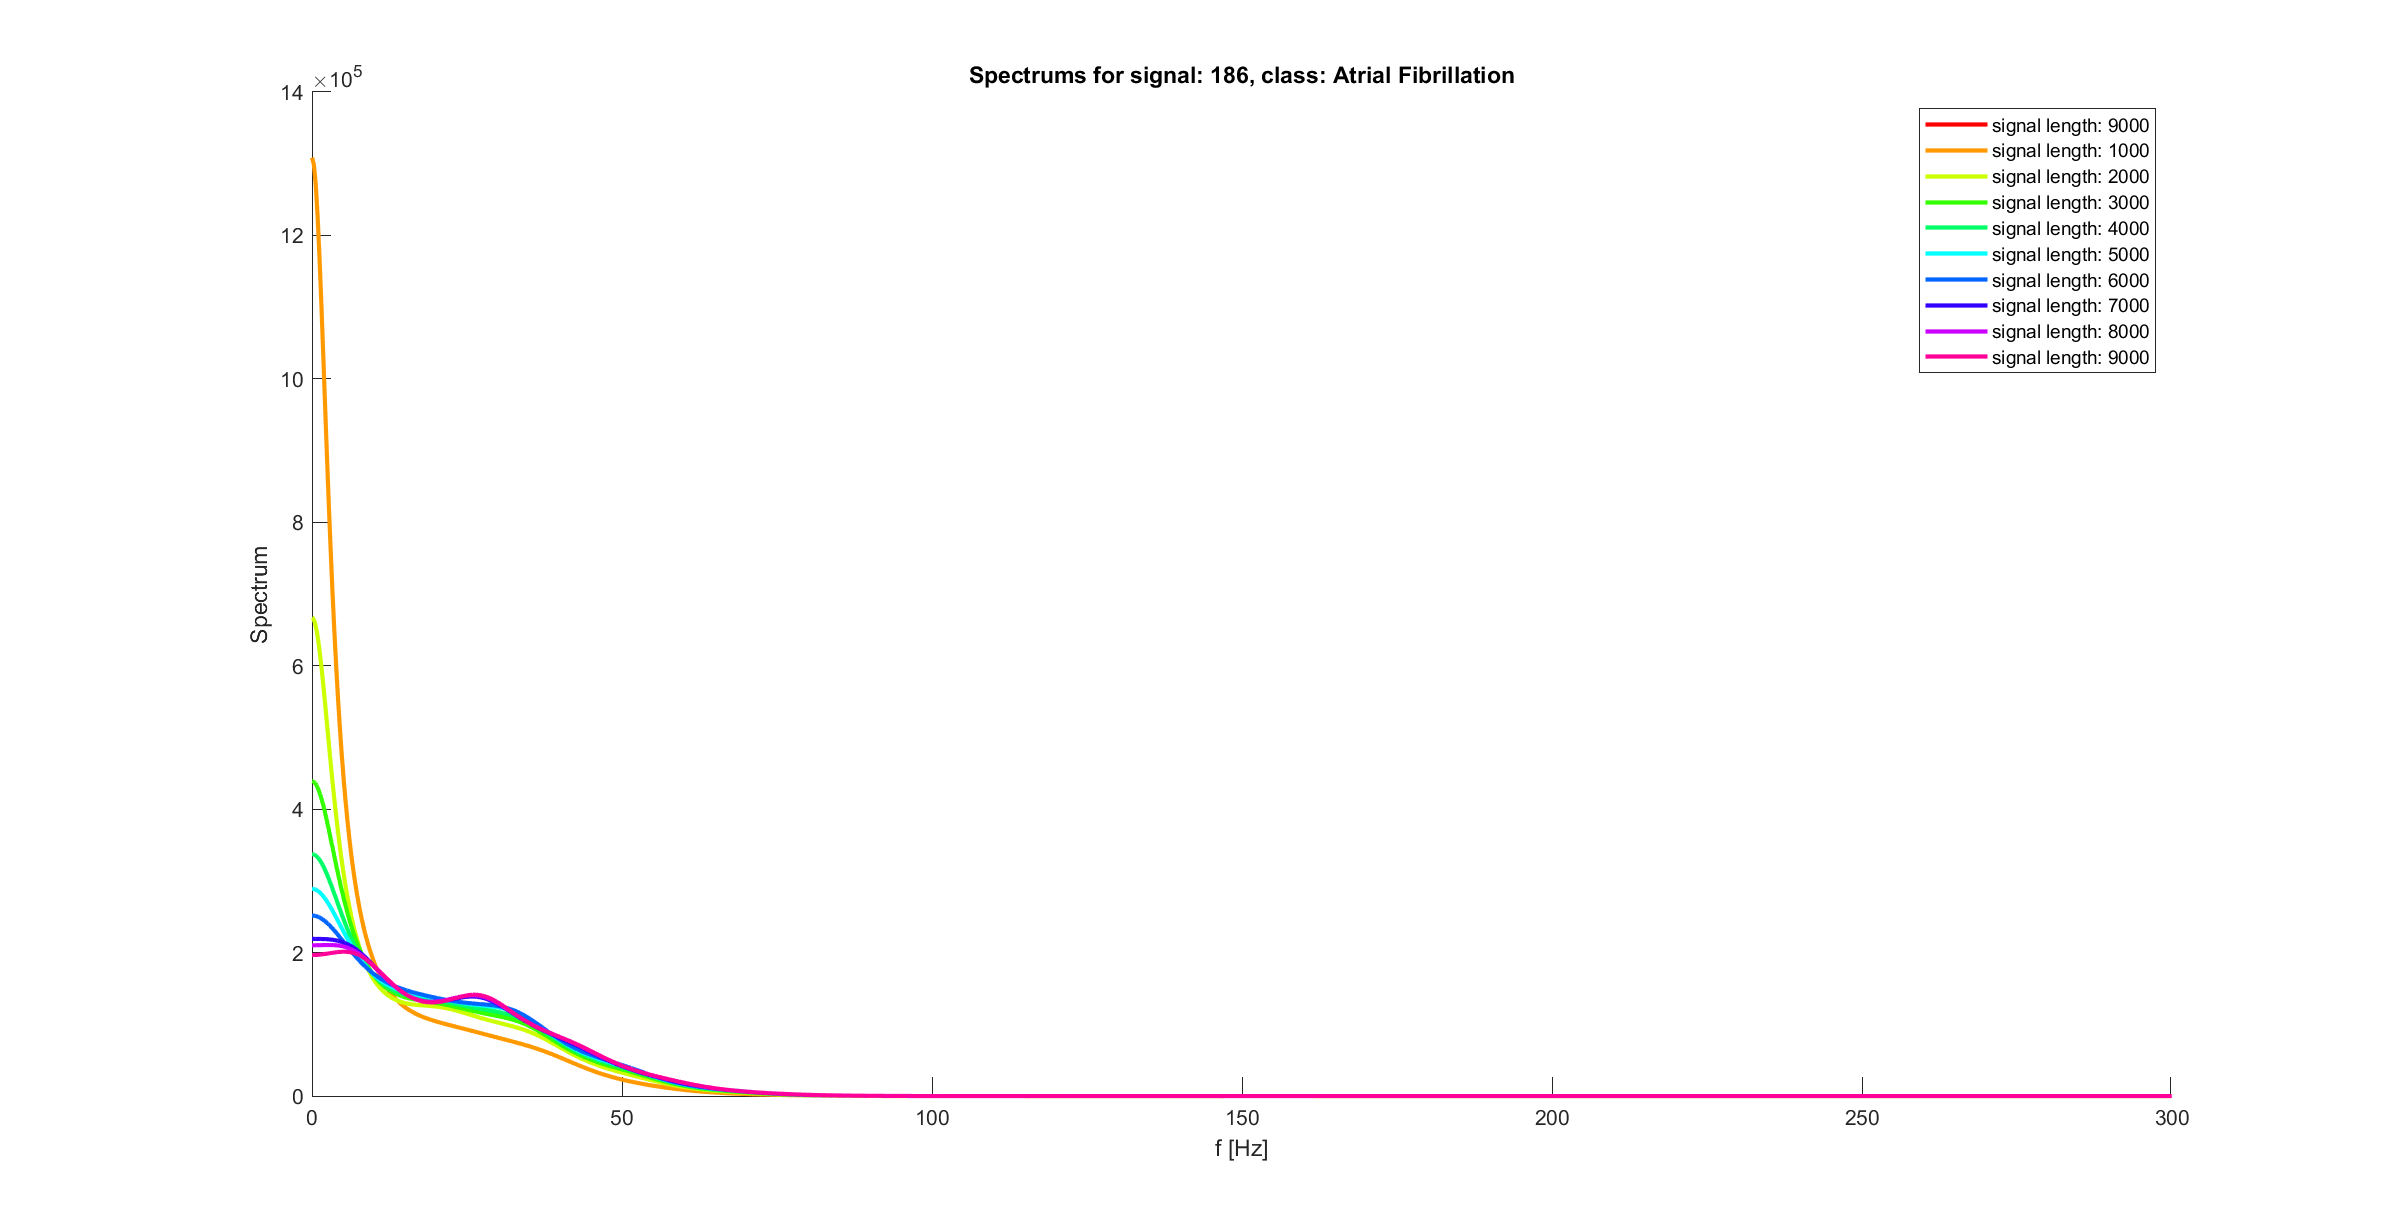 Spectrums for signal: 186, class: Atrial Fibrillation
×10^5
14
12
10
8
6
4
2
0
Spectrum
0 50 100 150 200 250 300
f [Hz]
signal length: 9000
signal length: 1000
signal length: 2000
signal length: 3000
signal length: 4000
signal length: 5000
signal length: 6000
signal length: 7000
signal length: 8000
signal length: 9000